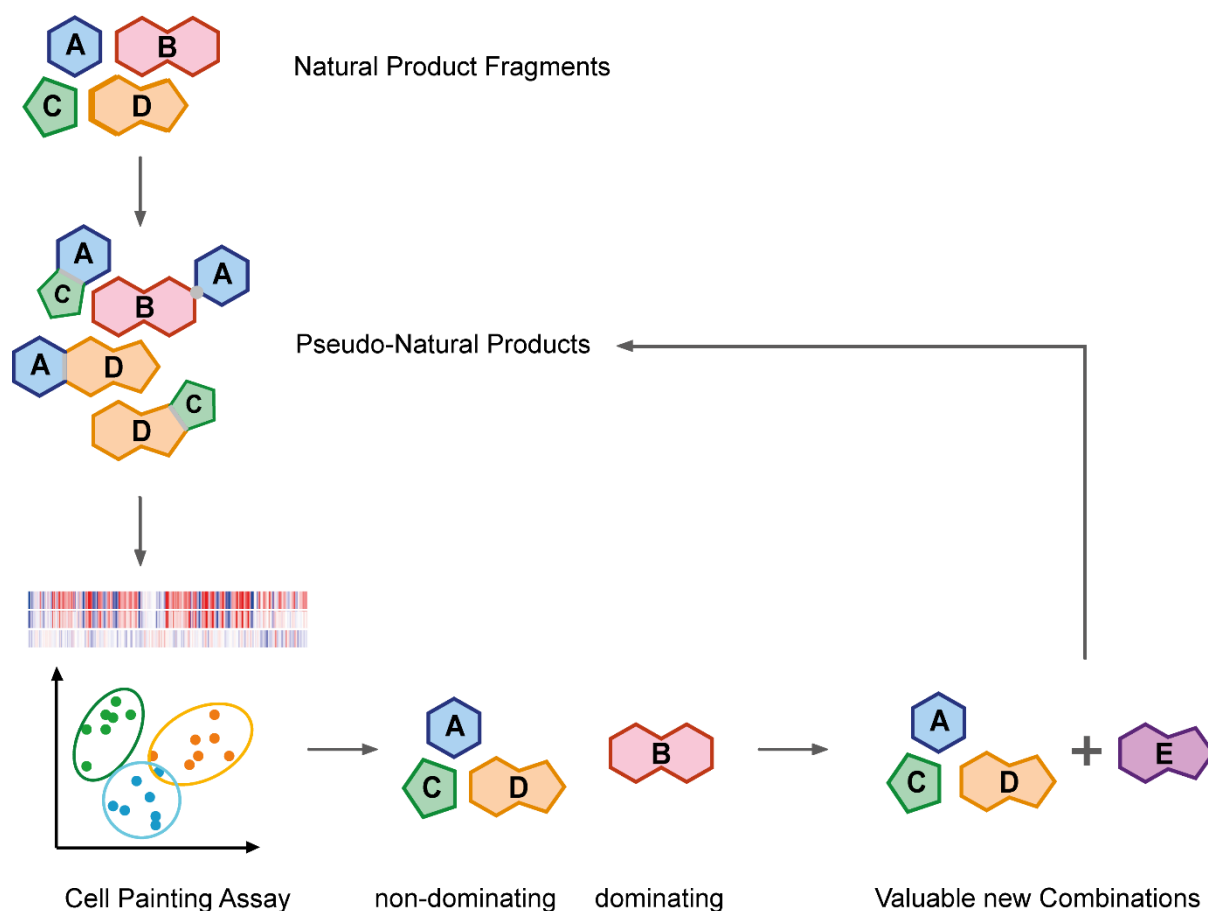 A B
Natural Product Fragments
C D
A
A
C B
Pseudo-Natural Products
A D
C
D
A B A + E
C D C D
Cell Painting Assay non-dominating dominating Valuable new Combinations